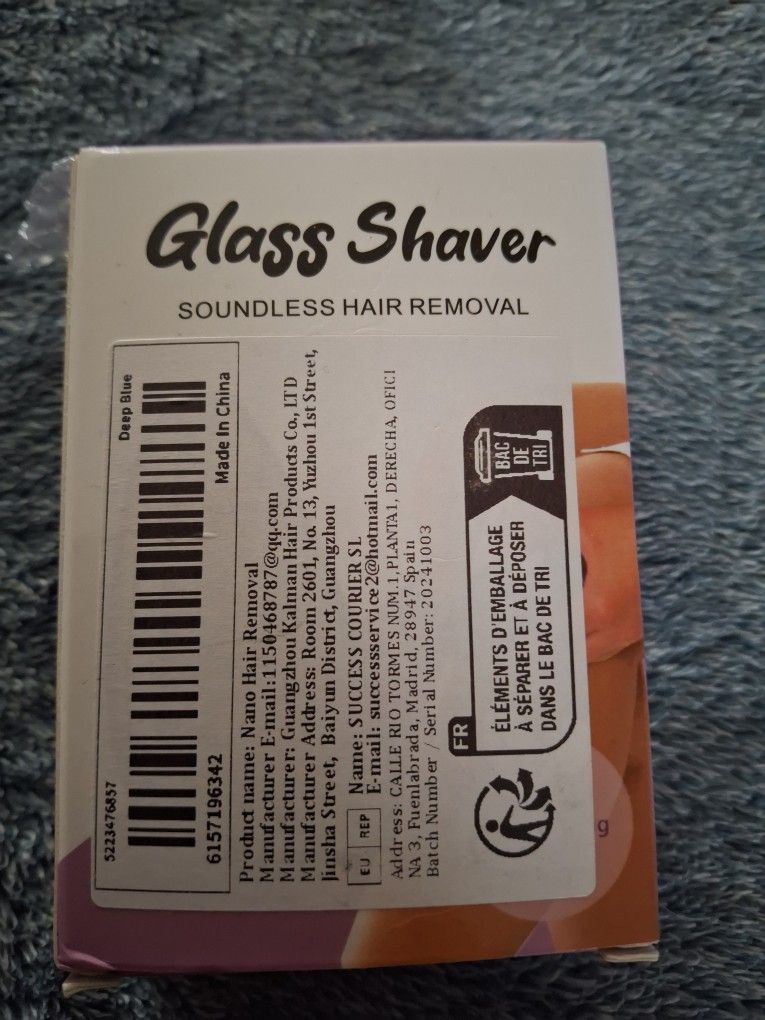 Glass Shaver
SOUNDLESS HAIR REMOVAL
5223476857
Deep Blue
6157196342
Made In China
Product name: Nano Hair Removal
Manufacturer E-mail:1150468787@qq.com
Manufacturer: Guangzhou Kalman Hair Products Co., LTD
Manufacturer Address: Room 2601, No. 13, Yuzhou 1st Street,
Jinsha Street, Baiyun District, Guangzhou
EU REP
Name: SUCCESS COURIER SL
E-mail: successservice2@hotmail.com
Address: CALLE RIO TORMES NUM.1,PLANTA1, DERECHA, OFICI
NA 3, Fuenlabrada, Madrid, 28947 Spain
Batch Number / Serial Number: 20241003
FR
ÉLÉMENTS D'EMBALLAGE
À SÉPARER ET À DÉPOSER
DANS LE BAC DE TRI
BAC
DE
TRI